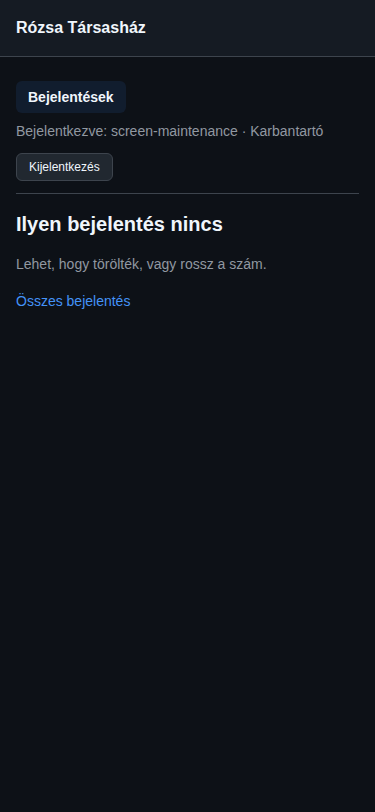 Rózsa Társasház
Bejelentések
Bejelentkezve: screen-maintenance · Karbantartó
Kijelentkezés
Ilyen bejelentés nincs
Lehet, hogy törölték, vagy rossz a szám.
Összes bejelentés